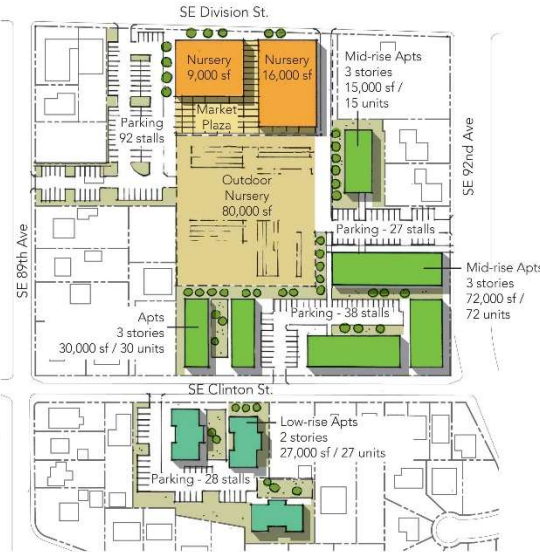 SE Division St.
Nursery
9,000 sf
Nursery
16,000 sf
Mid-rise Apts
3 stories
15,000 sf /
15 units
Parking
92 stalls
Market
Plaza
SE 92nd Ave
Outdoor
Nursery
80,000 sf
SE 89th Ave
Parking - 27 stalls
Mid-rise Apts
3 stories
72,000 sf /
72 units
Apts
3 stories
30,000 sf / 30 units
Parking - 38 stalls
SE Clinton St.
Low-rise Apts
2 stories
27,000 sf / 27 units
Parking - 28 stalls